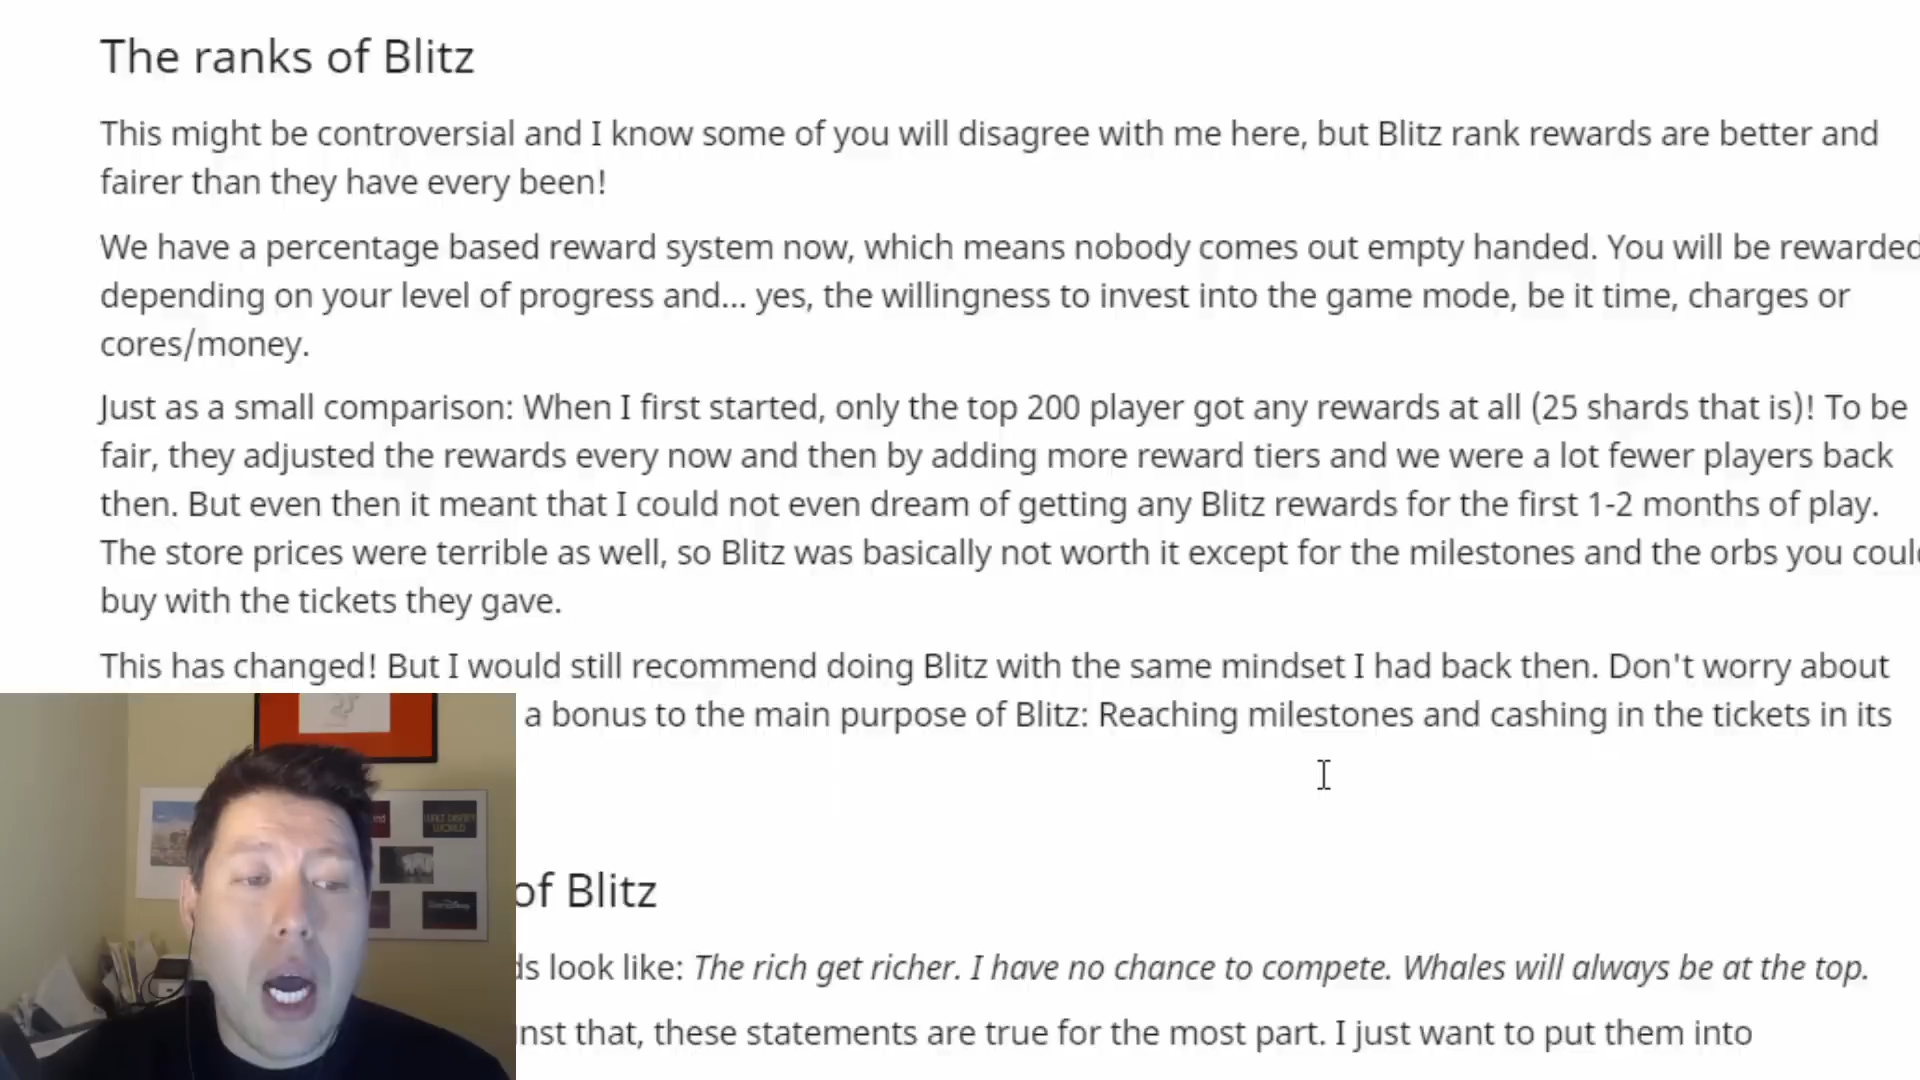 The ranks of Blitz
This might be controversial and I know some of you will disagree with me here, but Blitz rank rewards are better and
fairer than they have every been!
We have a percentage based reward system now, which means nobody comes out empty handed. You will be rewarded
depending on your level of progress and... yes, the willingness to invest into the game mode, be it time, charges or
cores/money.
Just as a small comparison: When I first started, only the top 200 player got any rewards at all (25 shards that is)! To be
fair, they adjusted the rewards every now and then by adding more reward tiers and we were a lot fewer players back
then. But even then it meant that I could not even dream of getting any Blitz rewards for the first 1-2 months of play.
The store prices were terrible as well, so Blitz was basically not worth it except for the milestones and the orbs you coul
buy with the tickets they gave.
This has changed! But I would still recommend doing Blitz with the same mindset I had back then. Don't worry about
a bonus to the main purpose of Blitz: Reaching milestones and cashing in the tickets in its
WALT DISNEY
WORLD
of Blitz
ds look like: The rich get richer. I have no chance to compete. Whales will always be at the top.
inst that, these statements are true for the most part. I just want to put them into